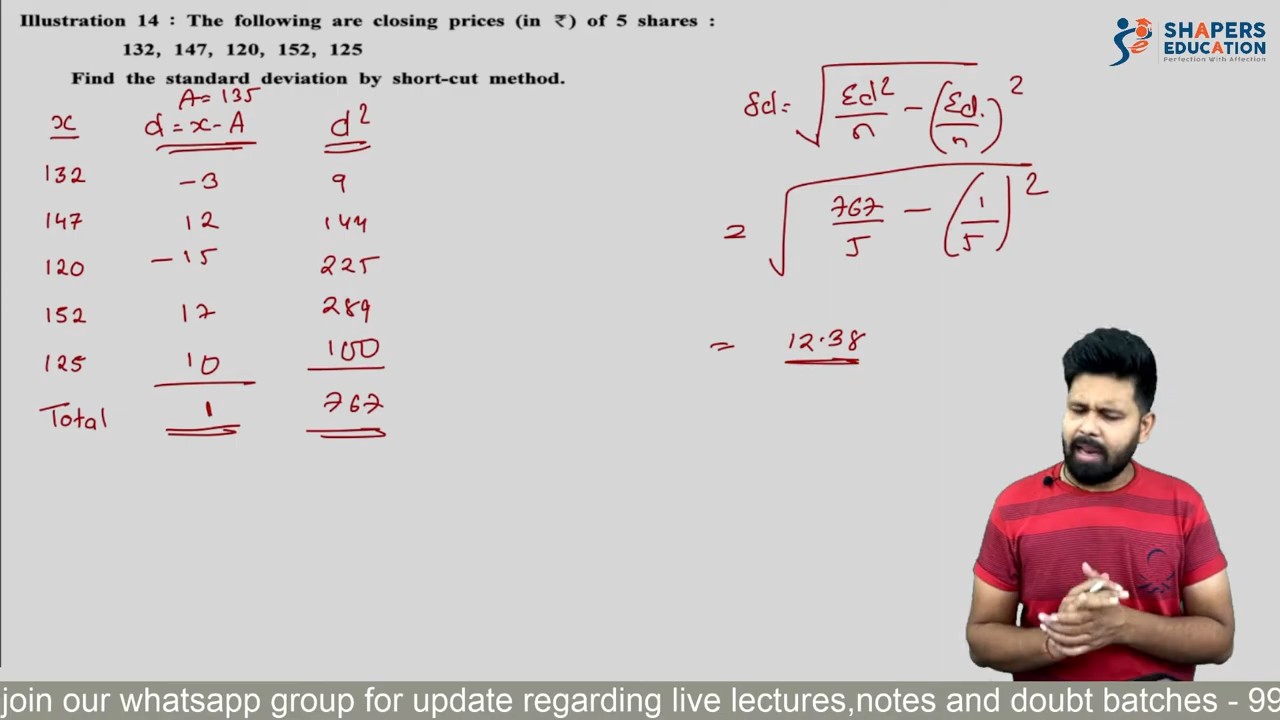 Illustration 14 : The following are closing prices (in ₹) of 5 shares :
132, 147, 120, 152, 125
Find the standard deviation by short-cut method.
SHAPERS
EDUCATION
Perfection With Affection
A = 135
x d = x - A d²
132 -3 9
147 12 144
120 -15 225
152 17 289
125 10 100
Total 1 767
Sd = √(Σd²/n - (Σd/n)²)
= √(767/5 - (1/5)²)
= 12.38
join our whatsapp group for update regarding live lectures,notes and doubt batches - 99